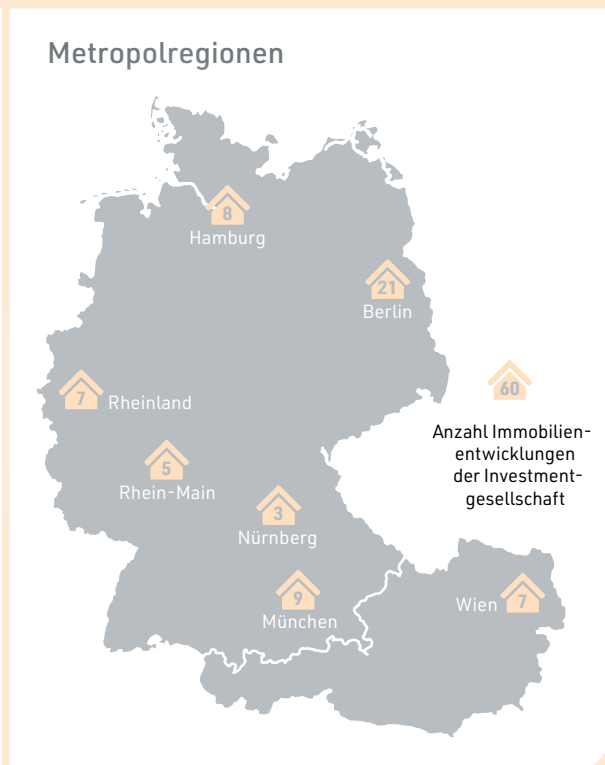 Metropolregionen
8
Hamburg
21
Berlin
7
Rheinland
60
Anzahl Immobilien-
entwicklungen
der Investment-
gesellschaft
5
Rhein-Main
3
Nürnberg
9
München
Wien
7